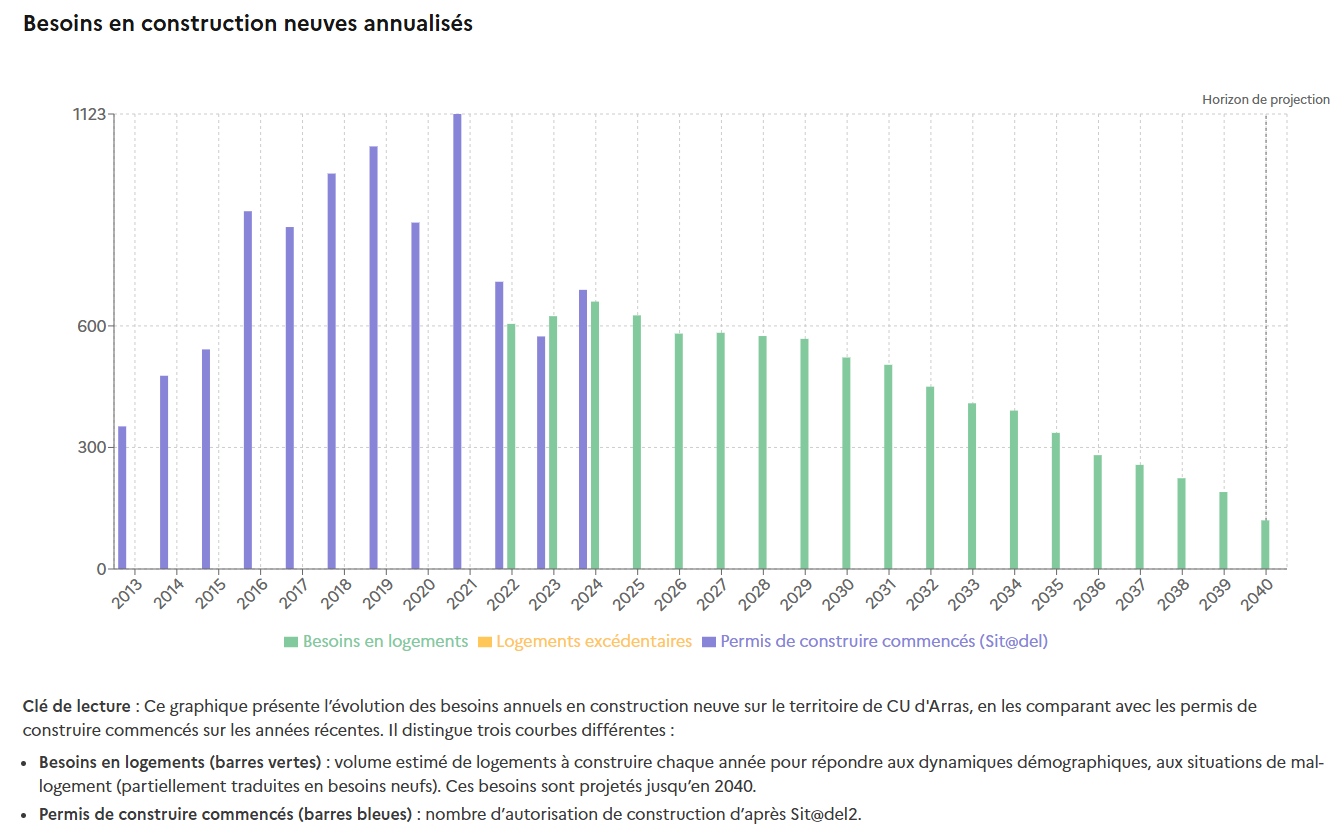 Besoins en construction neuves annualisés
Horizon de projection
1123
600
300
0
2013 2014 2015 2016 2017 2018 2019 2020 2021 2022 2023 2024 2025 2026 2027 2028 2029 2030 2031 2032 2033 2034 2035 2036 2037 2038 2039 2040
Besoins en logements Logements excédentaires Permis de construire commencés (Sit@del)
Clé de lecture : Ce graphique présente l’évolution des besoins annuels en construction neuve sur le territoire de CU d'Arras, en les comparant avec les permis de
construire commencés sur les années récentes. Il distingue trois courbes différentes :
• Besoins en logements (barres vertes) : volume estimé de logements à construire chaque année pour répondre aux dynamiques démographiques, aux situations de mal-
logement (partiellement traduites en besoins neufs). Ces besoins sont projetés jusqu’en 2040.
• Permis de construire commencés (barres bleues) : nombre d’autorisation de construction d’après Sit@del2.